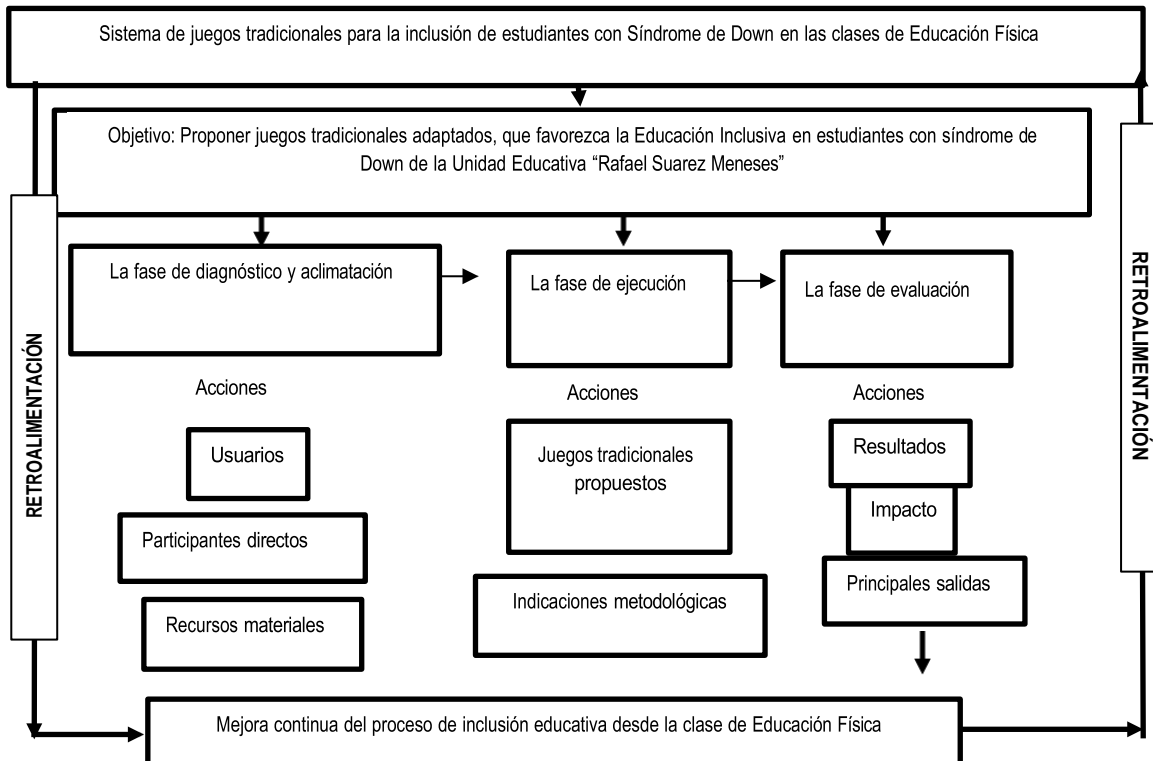 Sistema de juegos tradicionales para la inclusión de estudiantes con Síndrome de Down en las clases de Educación Física
Objetivo: Proponer juegos tradicionales adaptados, que favorezca la Educación Inclusiva en estudiantes con síndrome de
Down de la Unidad Educativa “Rafael Suarez Meneses”
RETROALIMENTACIÓN
La fase de diagnóstico y aclimatación
La fase de ejecución
La fase de evaluación
RETROALIMENTACIÓN
Acciones
Acciones
Acciones
Usuarios
Participantes directos
Recursos materiales
Juegos tradicionales
propuestos
Indicaciones metodológicas
Resultados
Impacto
Principales salidas
Mejora continua del proceso de inclusión educativa desde la clase de Educación Física